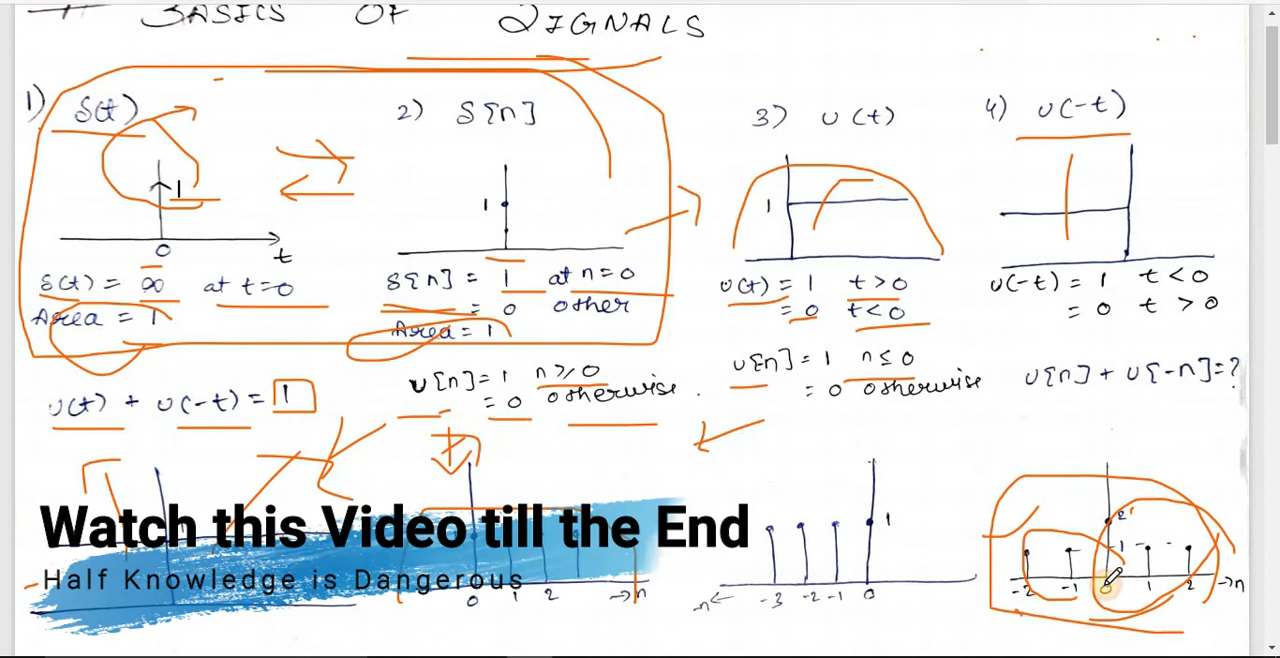 # BASICS OF SIGNALS
1) δ(t)
1
0
t
δ(t) = ∞ at t=0
Area = 1
2) δ[n]
1
δ[n] = 1 at n=0
= 0 other
Area = 1
3) u(t)
1
u(t) = 1 t>0
= 0 t<0
4) u(-t)
u(-t) = 1 t<0
= 0 t>0
u(t) + u(-t) = 1
u[n] = 1 n≥0
= 0 otherwise.
u[n] = 1 n≤0
= 0 otherwise
u[n] + u[-n] = ?
0 1 2 →n
1
-n← -3 -2 -1 0
2
1
-2 -1 0 1 2 →n
Watch this Video till the End
Half Knowledge is Dangerous